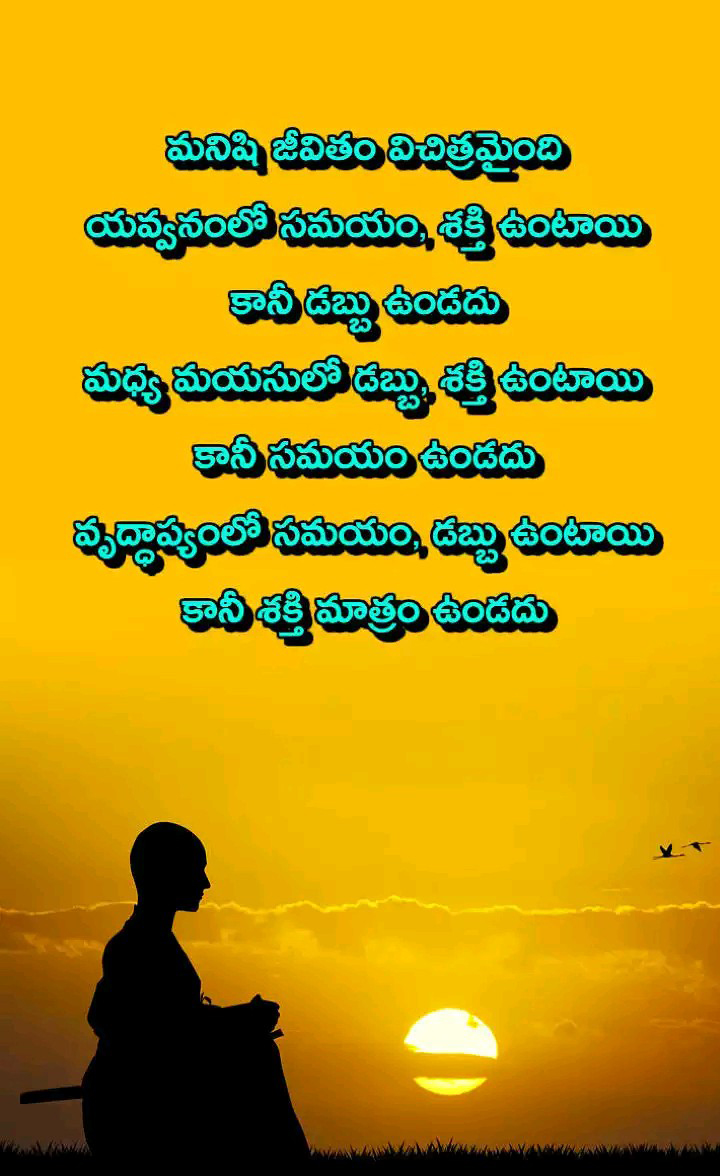 మనిషి జీవితం విచిత్రమైంది
యవ్వనంలో సమయం, శక్తి ఉంటాయి
కానీ డబ్బు ఉండదు
మధ్య మయసులో డబ్బు, శక్తి ఉంటాయి
కానీ సమయం ఉండదు
వృద్ధాప్యంలో సమయం, డబ్బు ఉంటాయి
కానీ శక్తి మాత్రం ఉండదు